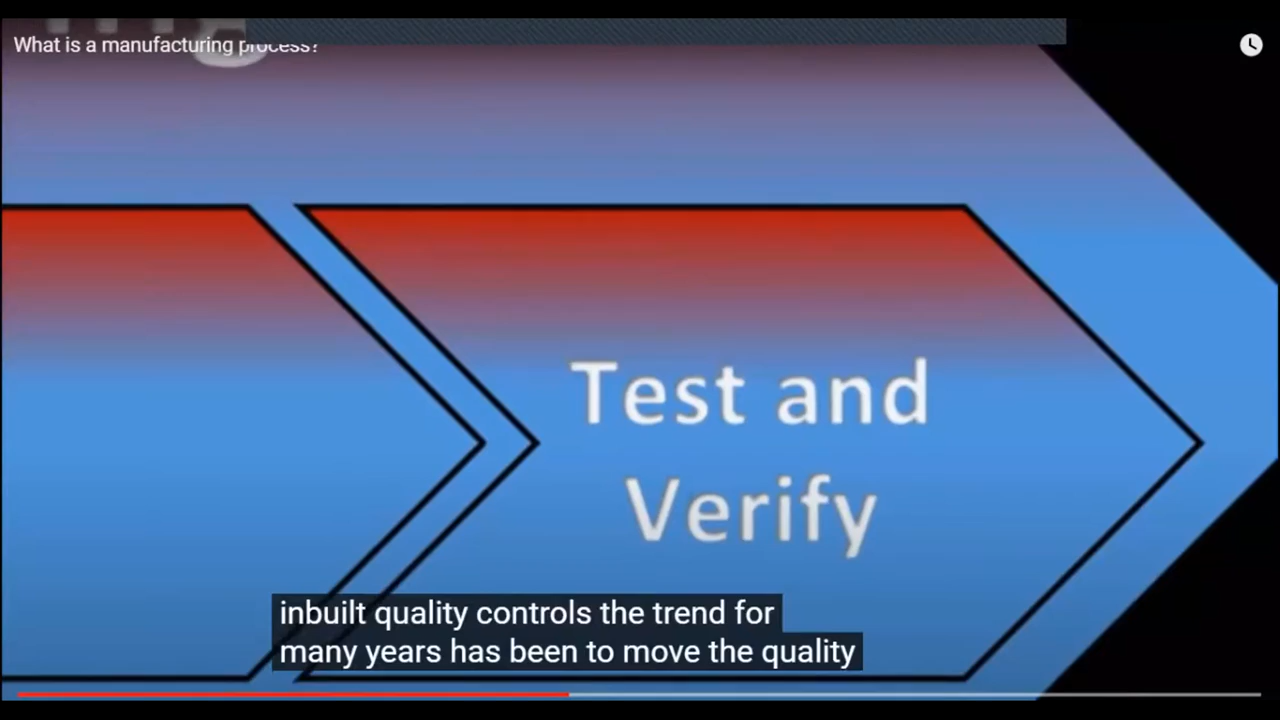 What is a manufacturing process?
Test and
Verify
inbuilt quality controls the trend for
many years has been to move the quality